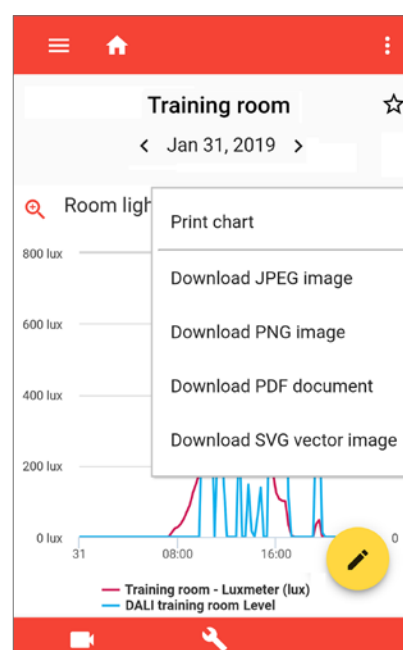 Training room
Jan 31, 2019
Room ligh
Print chart
Download JPEG image
Download PNG image
Download PDF document
Download SVG vector image
800 lux
600 lux
400 lux
200 lux
0 lux
0
31
08:00
16:00
Training room - Luxmeter (lux)
DALI training room Level